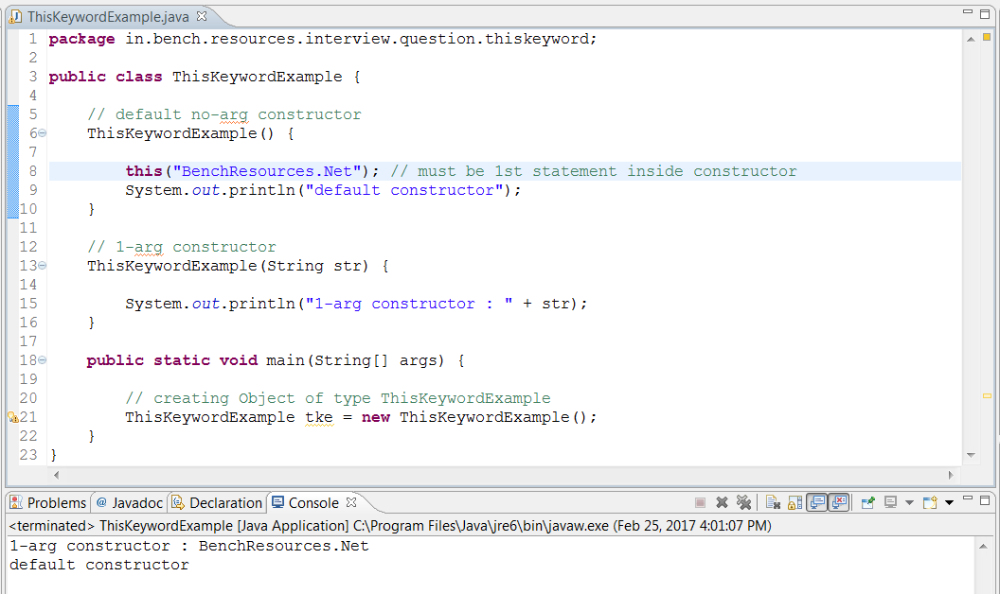 ThisKeywordExample.java
1 package in.bench.resources.interview.question.thiskeyword;
2
3 public class ThisKeywordExample {
4
5 // default no-arg constructor
6 ThisKeywordExample() {
7
8 this("BenchResources.Net"); // must be 1st statement inside constructor
9 System.out.println("default constructor");
10 }
11
12 // 1-arg constructor
13 ThisKeywordExample(String str) {
14
15 System.out.println("1-arg constructor : " + str);
16 }
17
18 public static void main(String[] args) {
19
20 // creating Object of type ThisKeywordExample
21 ThisKeywordExample tke = new ThisKeywordExample();
22 }
23 }
Problems @ Javadoc Declaration Console
<terminated> ThisKeywordExample [Java Application] C:\Program Files\Java\jre6\bin\javaw.exe (Feb 25, 2017 4:01:07 PM)
1-arg constructor : BenchResources.Net
default constructor